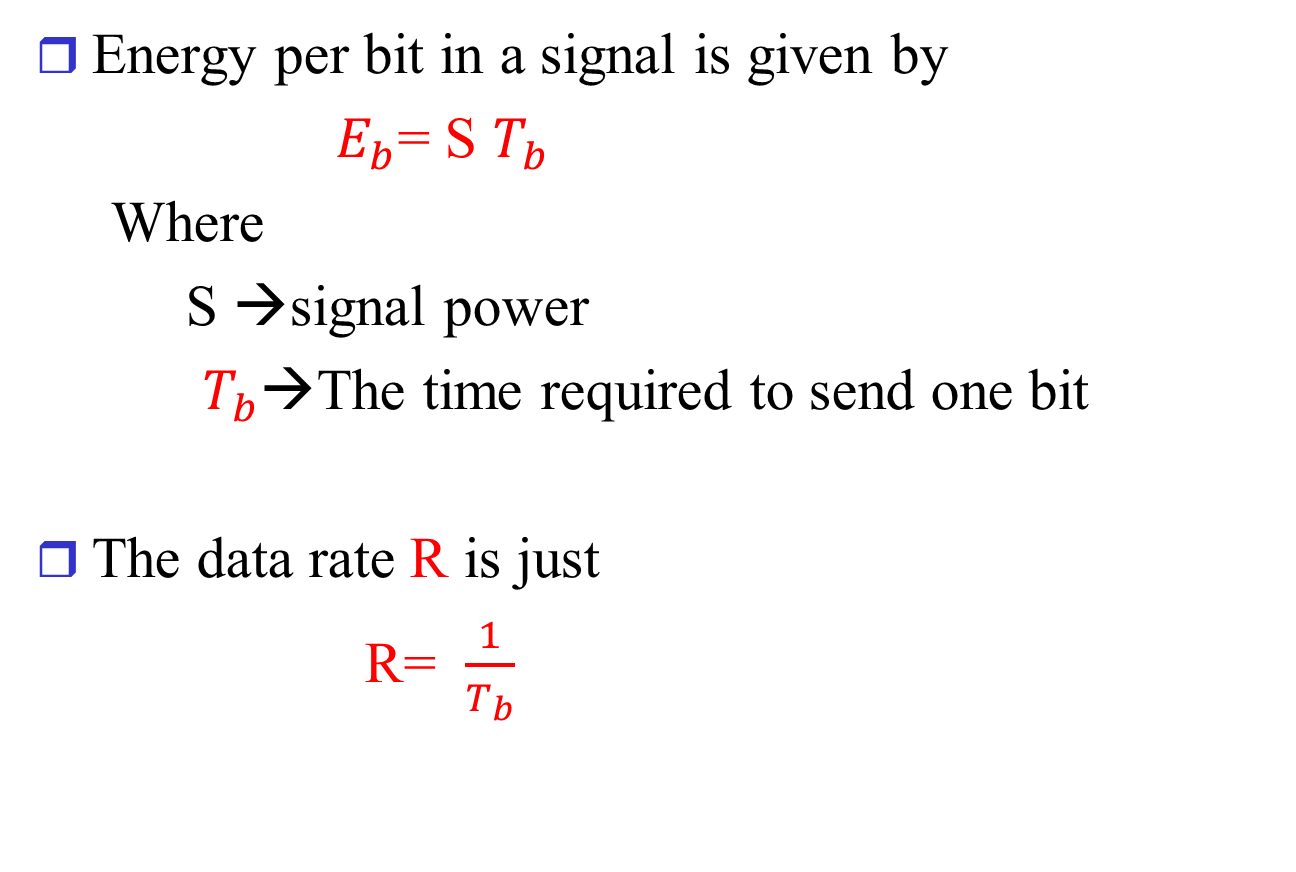 ❒ Energy per bit in a signal is given by
E_b= S T_b
Where
S →signal power
T_b→The time required to send one bit
❒ The data rate R is just
R= 1/T_b